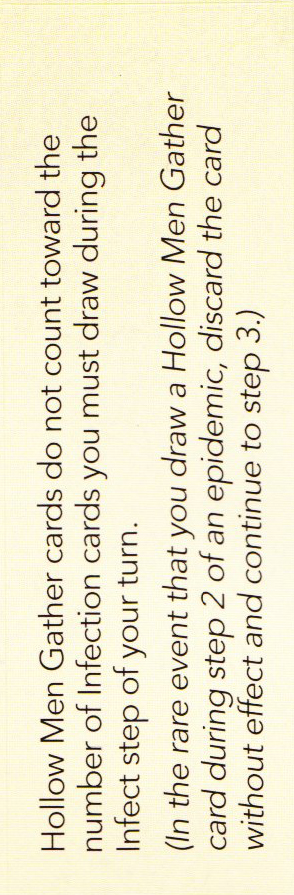 Hollow Men Gather cards do not count toward the
number of Infection cards you must draw during the
Infect step of your turn.
(In the rare event that you draw a Hollow Men Gather
card during step 2 of an epidemic, discard the card
without effect and continue to step 3.)